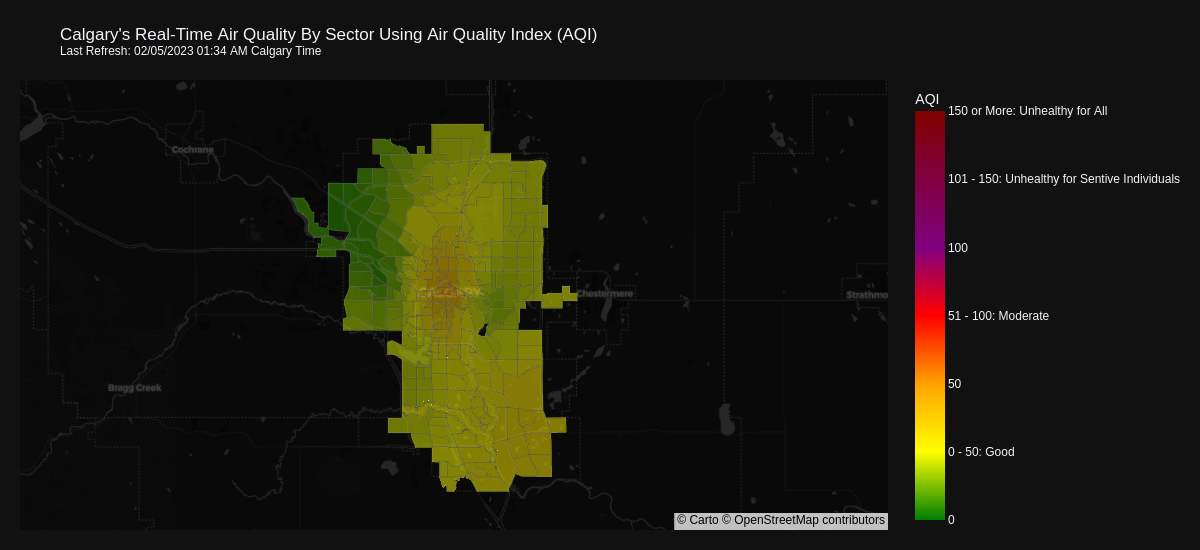 Calgary's Real-Time Air Quality By Sector Using Air Quality Index (AQI)
Last Refresh: 02/05/2023 01:34 AM Calgary Time
AQI
150 or More: Unhealthy for All
Cochrane
101 - 150: Unhealthy for Sentive Individuals
100
Chestermere
Strathmo
51 - 100: Moderate
50
Bragg Creek
0 - 50: Good
0
© Carto © OpenStreetMap contributors